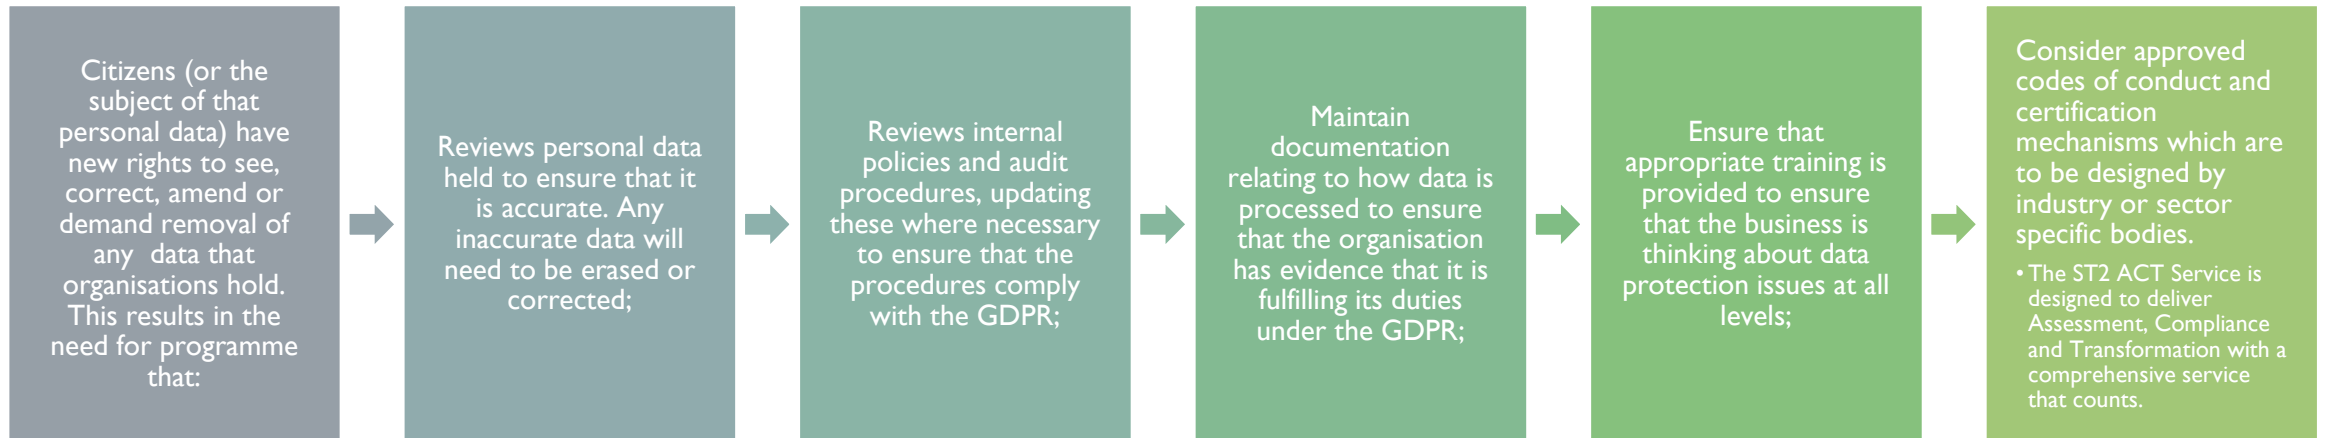 Citizens (or the
subject of that
personal data) have
new rights to see,
correct, amend or
demand removal of
any  data that
organisations hold.
This results in the
need for programme
that:
Reviews personal data
held to ensure that it
is accurate. Any
inaccurate data will
need to be erased or
corrected;
Reviews internal
policies and audit
procedures, updating
these where necessary
to ensure that the
procedures comply
with the GDPR;
Maintain
documentation
relating to how data is
processed to ensure
that the organisation
has evidence that it is
fulfilling its duties
under the GDPR;
Ensure that
appropriate training is
provided to ensure
that the business is
thinking about data
protection issues at all
levels;
Consider approved
codes of conduct and
certification
mechanisms which are
to be designed by
industry or sector
specific bodies.
• The ST2 ACT Service is
designed to deliver
Assessment, Compliance
and Transformation with a
comprehensive service
that counts.